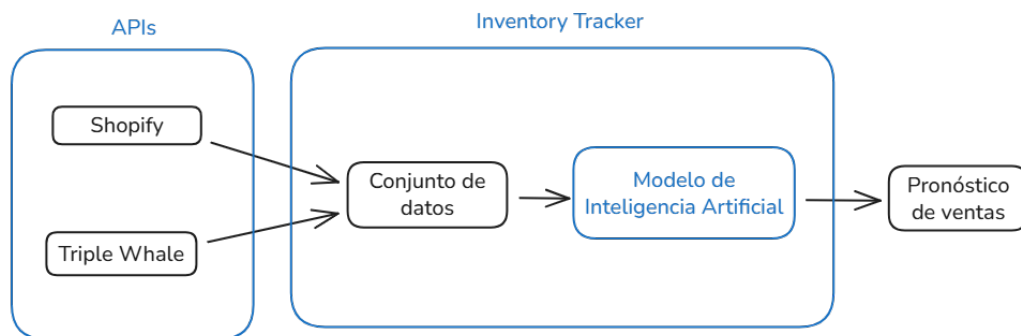 APIs
Inventory Tracker
Shopify
Triple Whale
Conjunto de
datos
Modelo de
Inteligencia Artificial
Pronóstico
de ventas